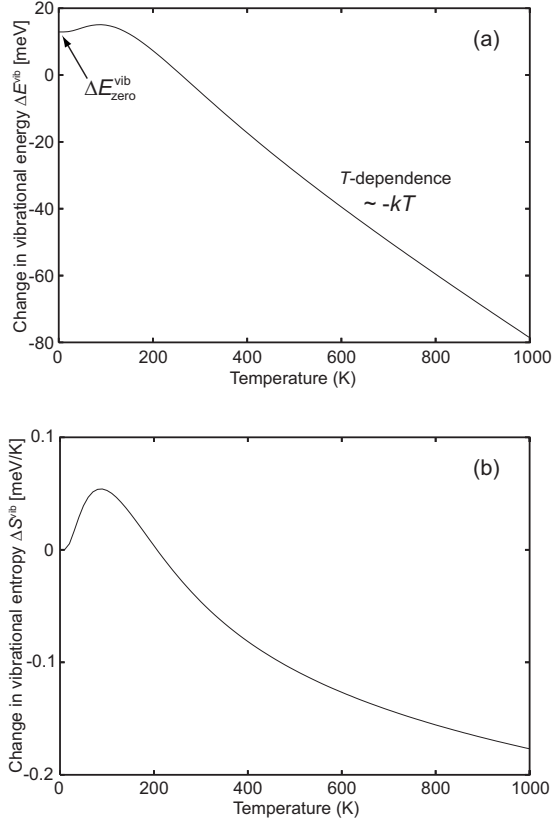 20
0
-20
-40
-60
-80
0
200
400
600
800
1000
Change in vibrational energy ΔE^vib [meV]
Temperature (K)
(a)
ΔE^vib_zero
T-dependence
~ -kT
0.1
0
-0.1
-0.2
0
200
400
600
800
1000
Change in vibrational entropy ΔS^vib [meV/K]
Temperature (K)
(b)